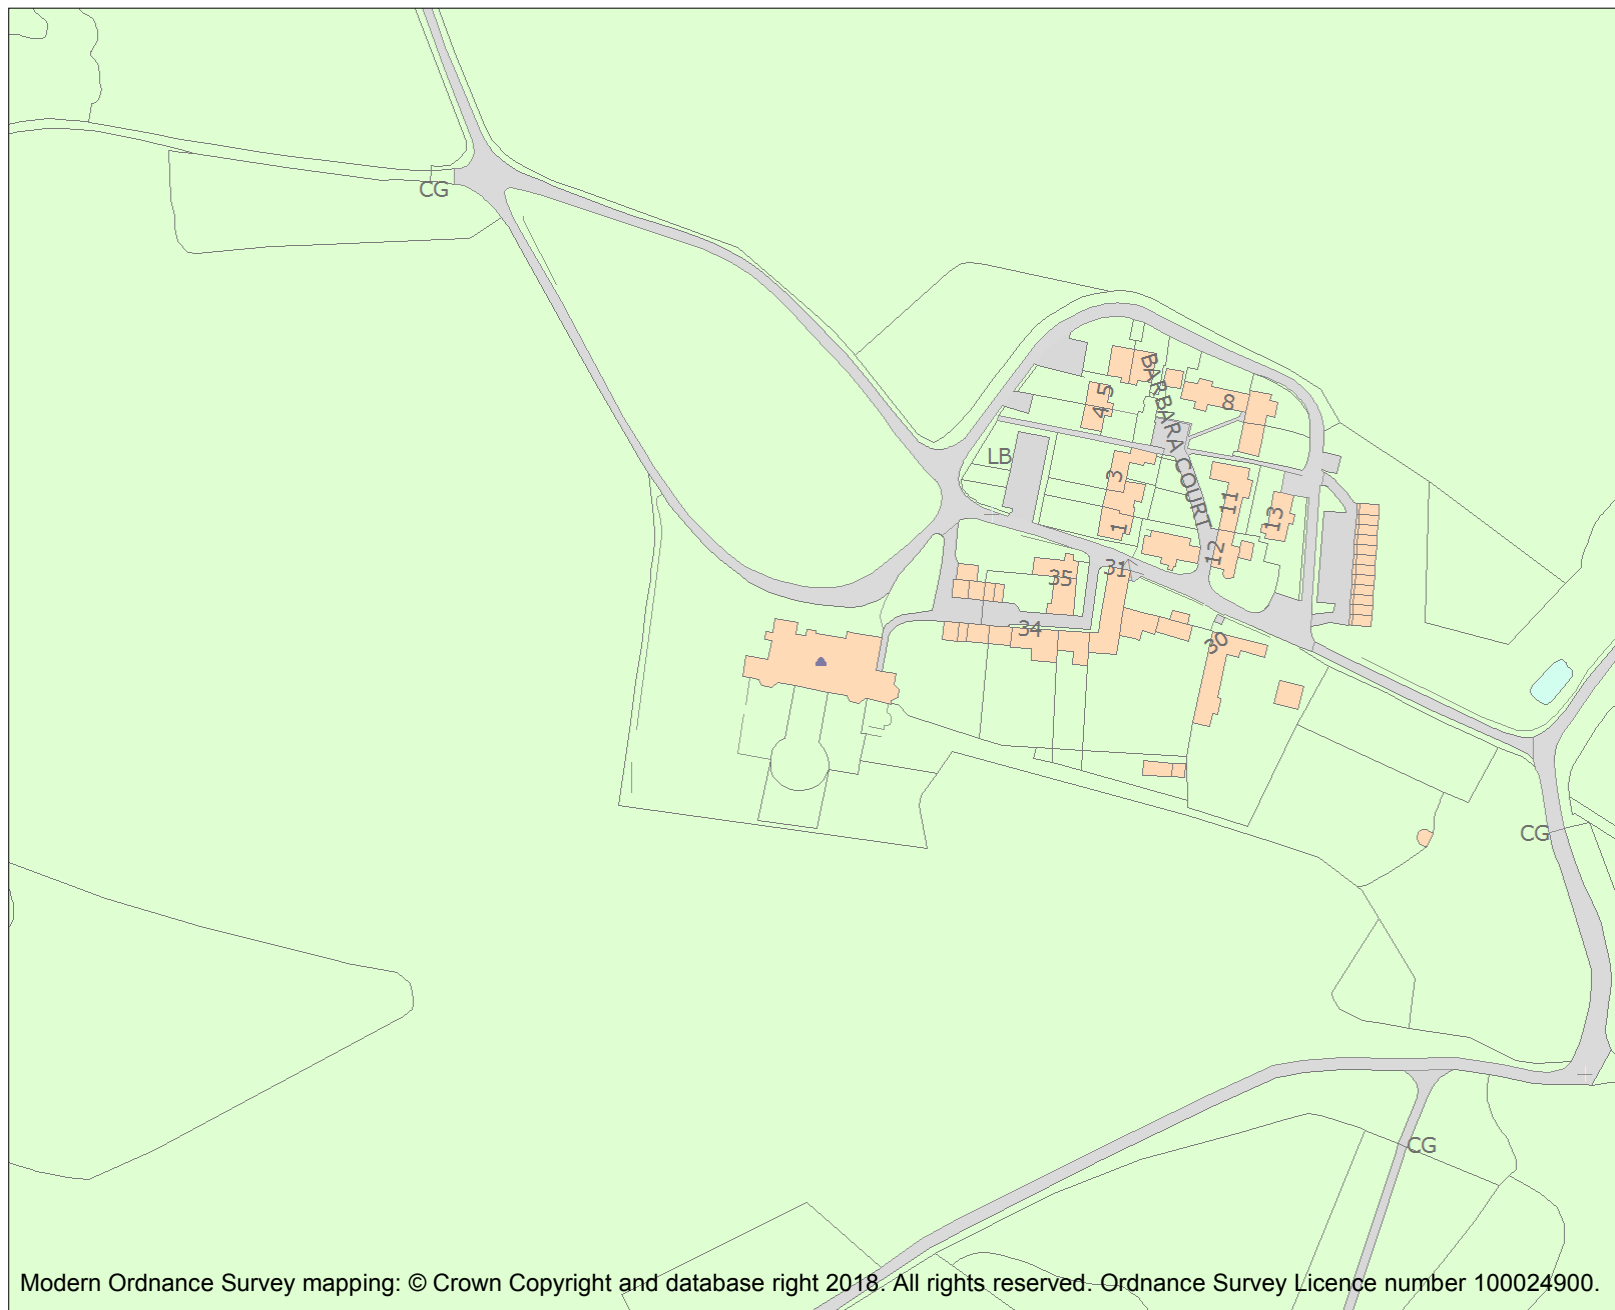 CG
BARBARA COURT
5
4
8
LB
3
11
1
13
12
31
35
34
30
CG
CG
Modern Ordnance Survey mapping: © Crown Copyright and database right 2018. All rights reserved. Ordnance Survey Licence number 100024900.